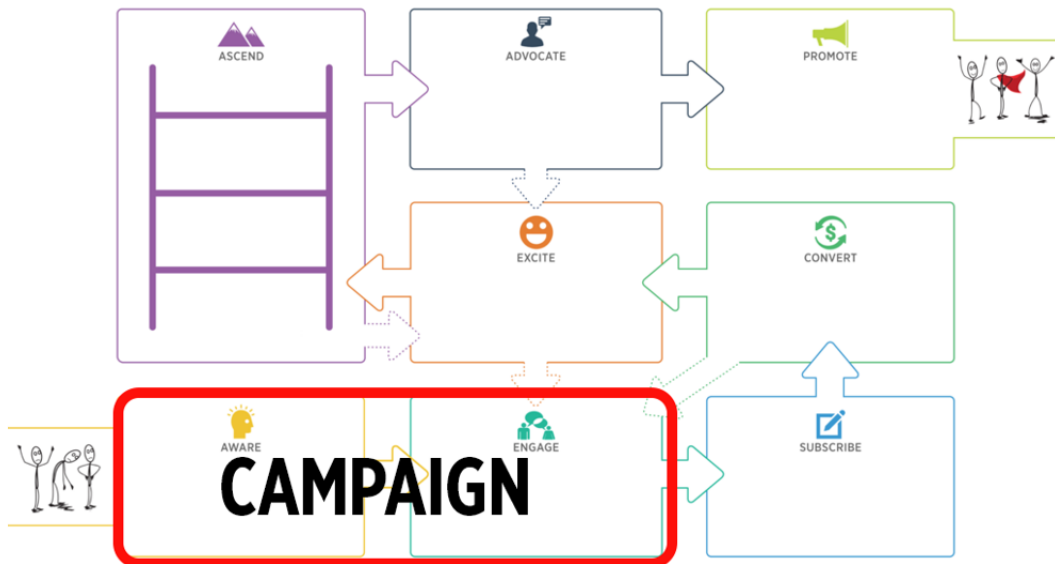 ASCEND
ADVOCATE
PROMOTE
EXCITE
CONVERT
$
AWARE
ENGAGE
SUBSCRIBE
CAMPAIGN